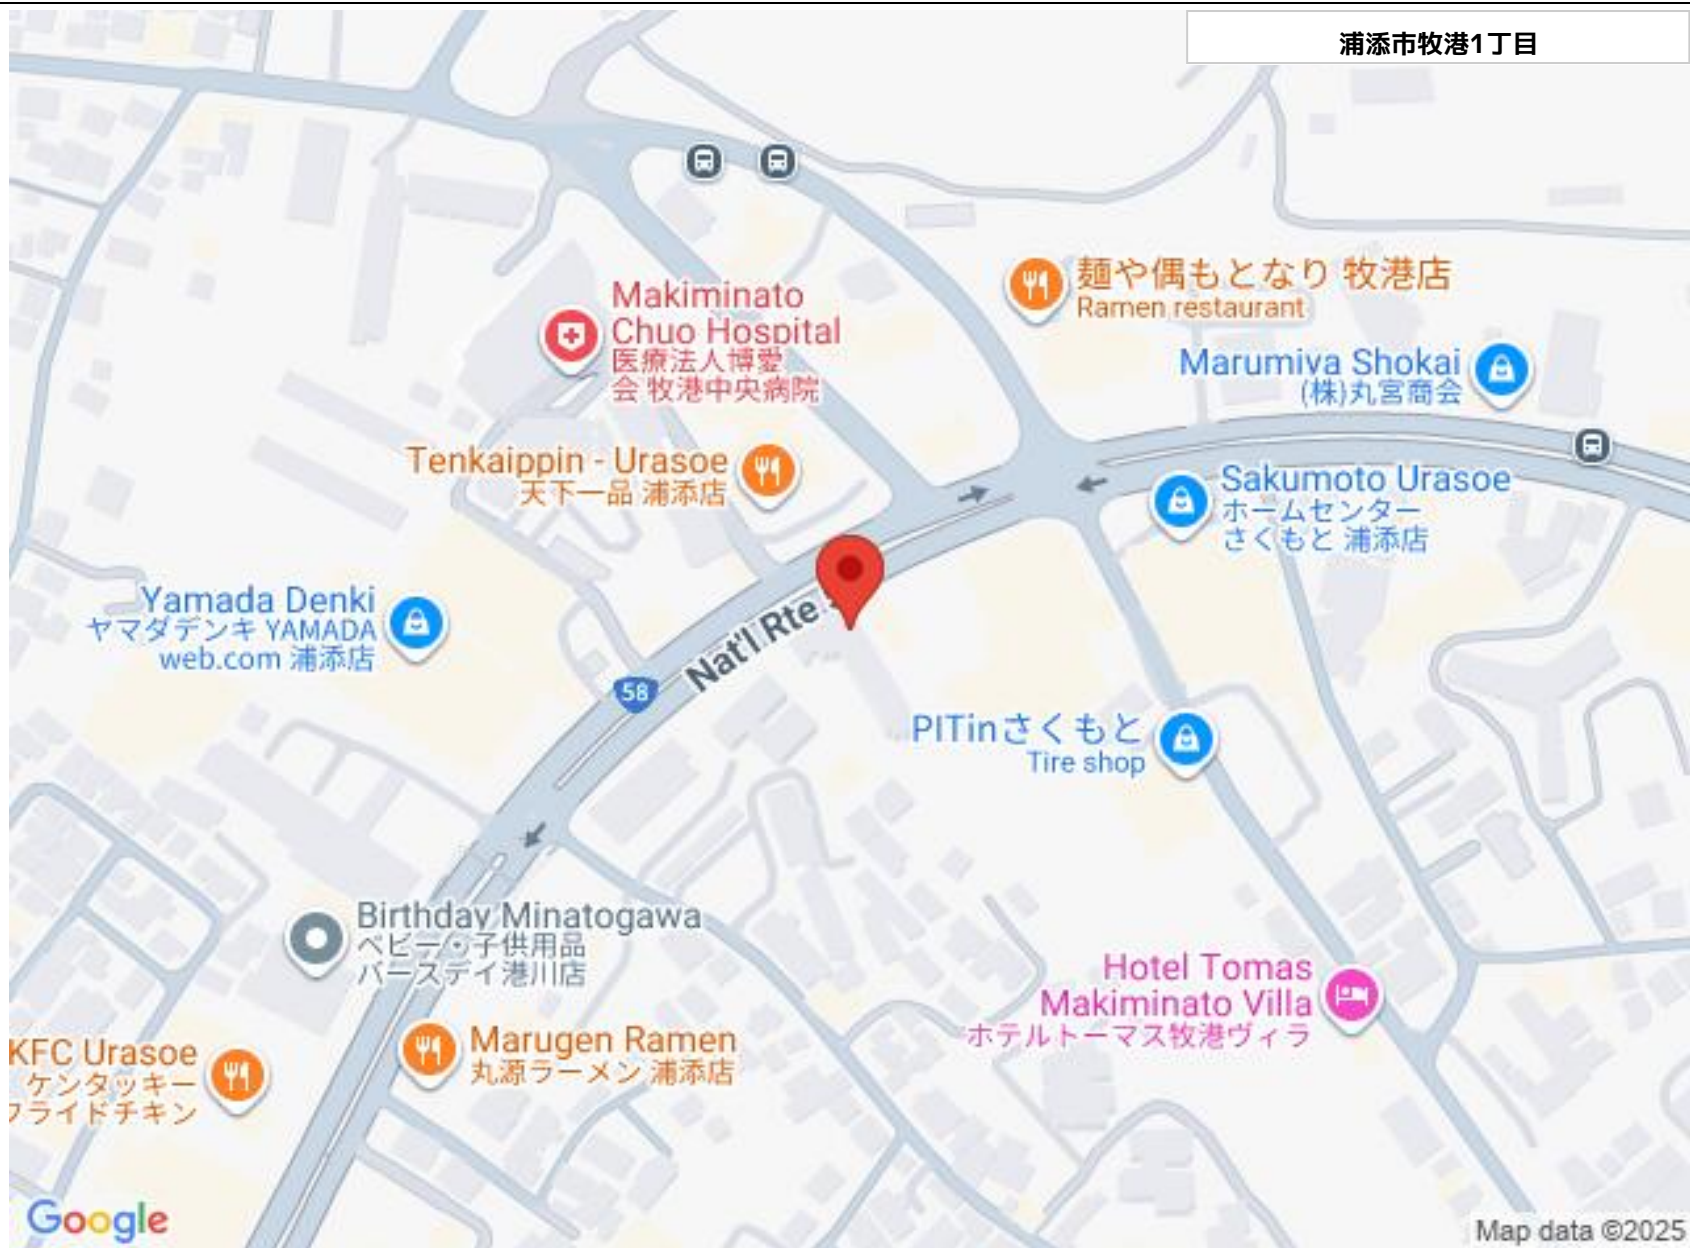 浦添市牧港1丁目
麺や偶もとなり 牧港店
Ramen restaurant
Makiminato
Chuo Hospital
医療法人博愛
会 牧港中央病院
Marumiya Shokai
(株)丸宮商会
Tenkaippin - Urasoe
天下一品 浦添店
Sakumoto Urasoe
ホームセンター
さくもと 浦添店
Yamada Denki
ヤマダデンキ YAMADA
web.com 浦添店
Nat'l Rte
58
PITinさくもと
Tire shop
Birthday Minatogawa
ベビー・子供用品
バースデイ港川店
Hotel Tomas
Makiminato Villa
ホテルトーマス牧港ヴィラ
KFC Urasoe
ケンタッキー
フライドチキン
Marugen Ramen
丸源ラーメン 浦添店
Google
Map data ©2025